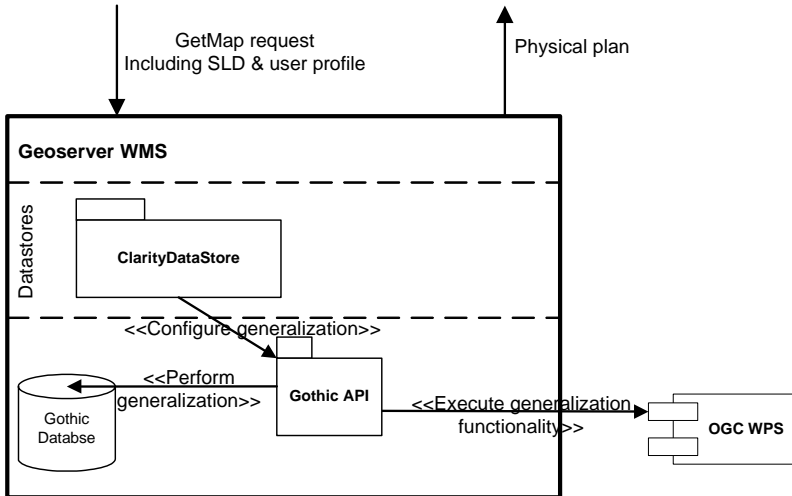 GetMap request
Including SLD & user profile
Physical plan
Geoserver WMS
Datastores
ClarityDataStore
<<Configure generalization>>
<<Perform
generalization>>
Gothic API
Gothic
Databse
<<Execute generalization
functionality>>
OGC WPS